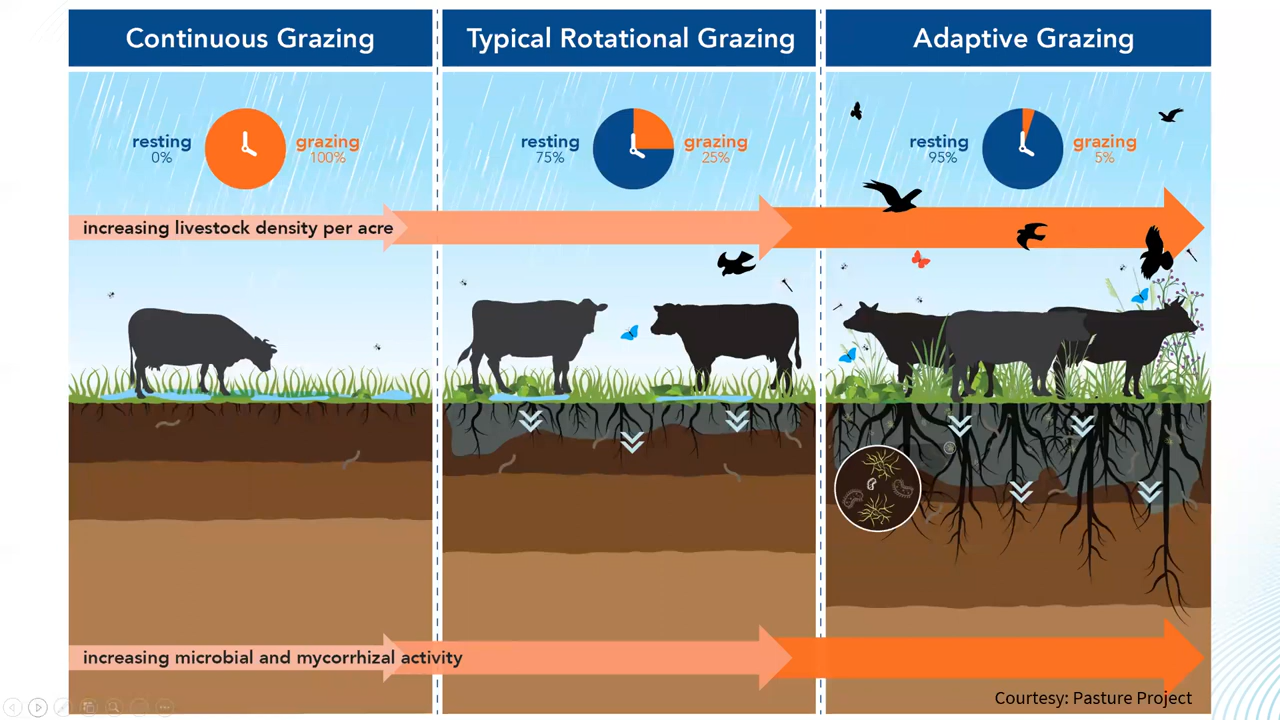 Continuous Grazing
Typical Rotational Grazing
Adaptive Grazing
resting
0%
grazing
100%
resting
75%
grazing
25%
resting
95%
grazing
5%
increasing livestock density per acre
increasing microbial and mycorrhizal activity
Courtesy: Pasture Project